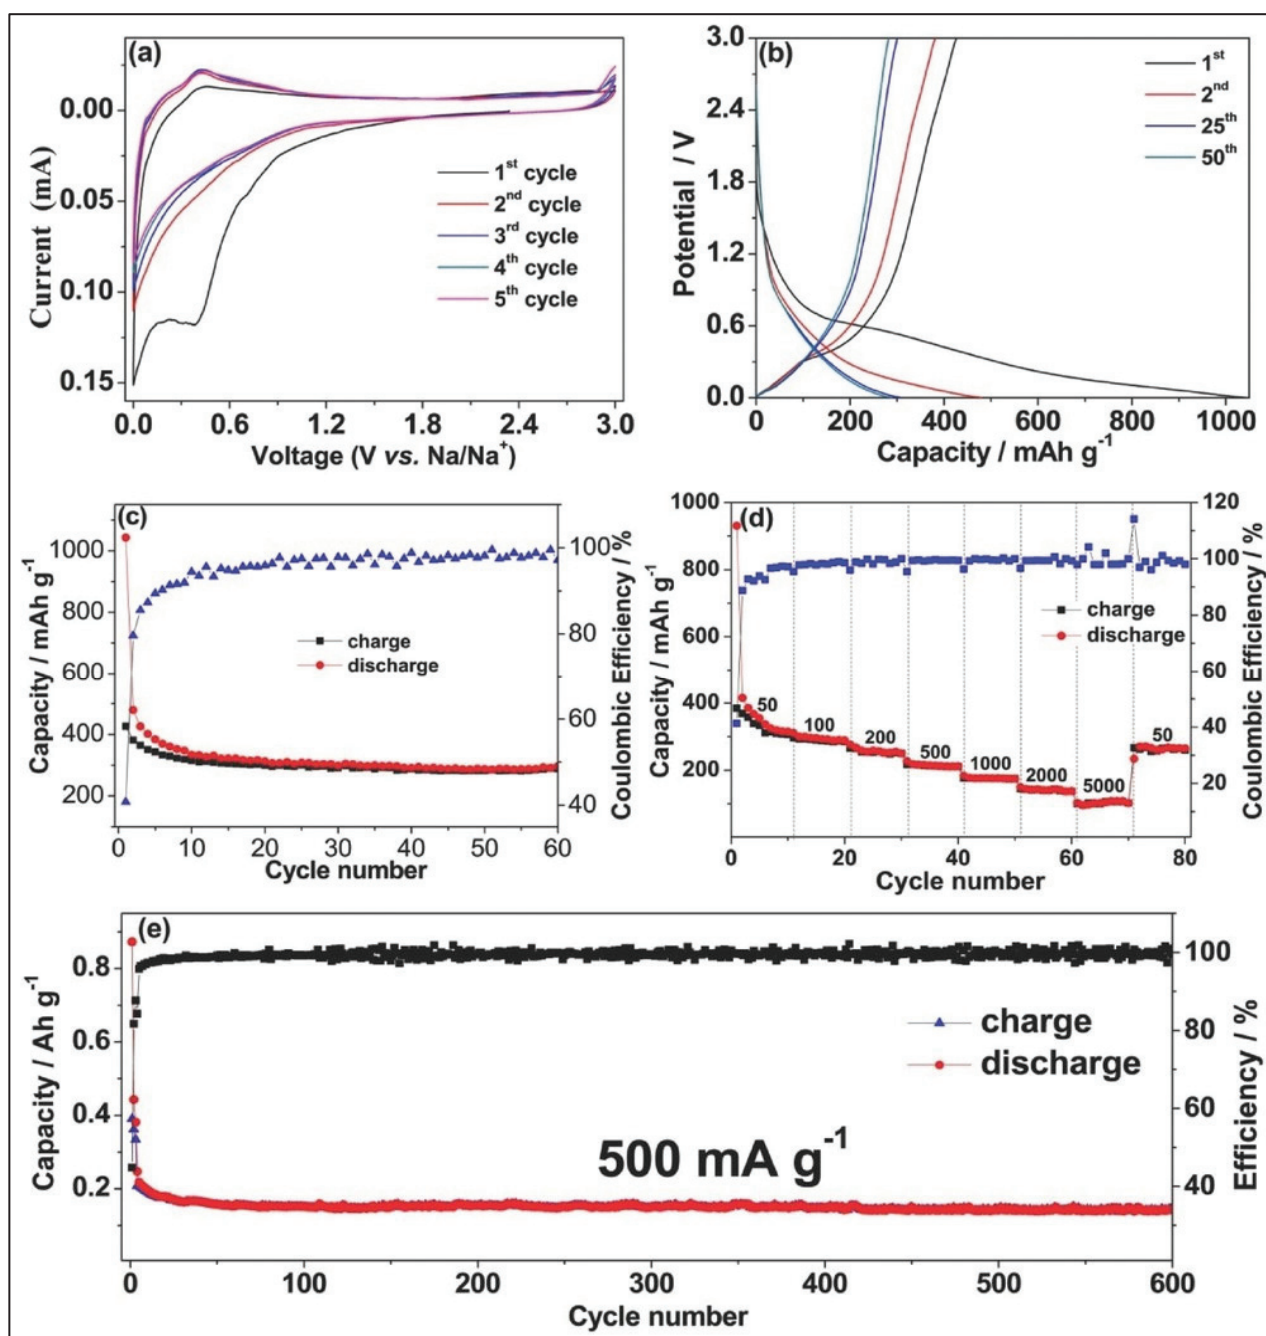 (a)
0.00
0.05
0.10
0.15
Current (mA)
1st cycle
2nd cycle
3rd cycle
4th cycle
5th cycle
0.0 0.6 1.2 1.8 2.4 3.0
Voltage (V vs. Na/Na+)
(b)
3.0
2.4
1.8
1.2
0.6
0.0
Potential / V
1st
2nd
25th
50th
0 200 400 600 800 1000
Capacity / mAh g-1
(c)
1000
800
600
400
200
Capacity / mAh g-1
charge
discharge
100
80
60
40
Coulombic Efficiency / %
0 10 20 30 40 50 60
Cycle number
(d)
1000
800
600
400
200
Capacity / mAh g-1
charge
discharge
50 100 200 500 1000 2000 5000 50
120
100
80
60
40
20
Coulombic Efficiency / %
0 20 40 60 80
Cycle number
(e)
0.8
0.6
0.4
0.2
Capacity / Ah g-1
charge
discharge
500 mA g-1
100
80
60
40
Efficiency / %
0 100 200 300 400 500 600
Cycle number